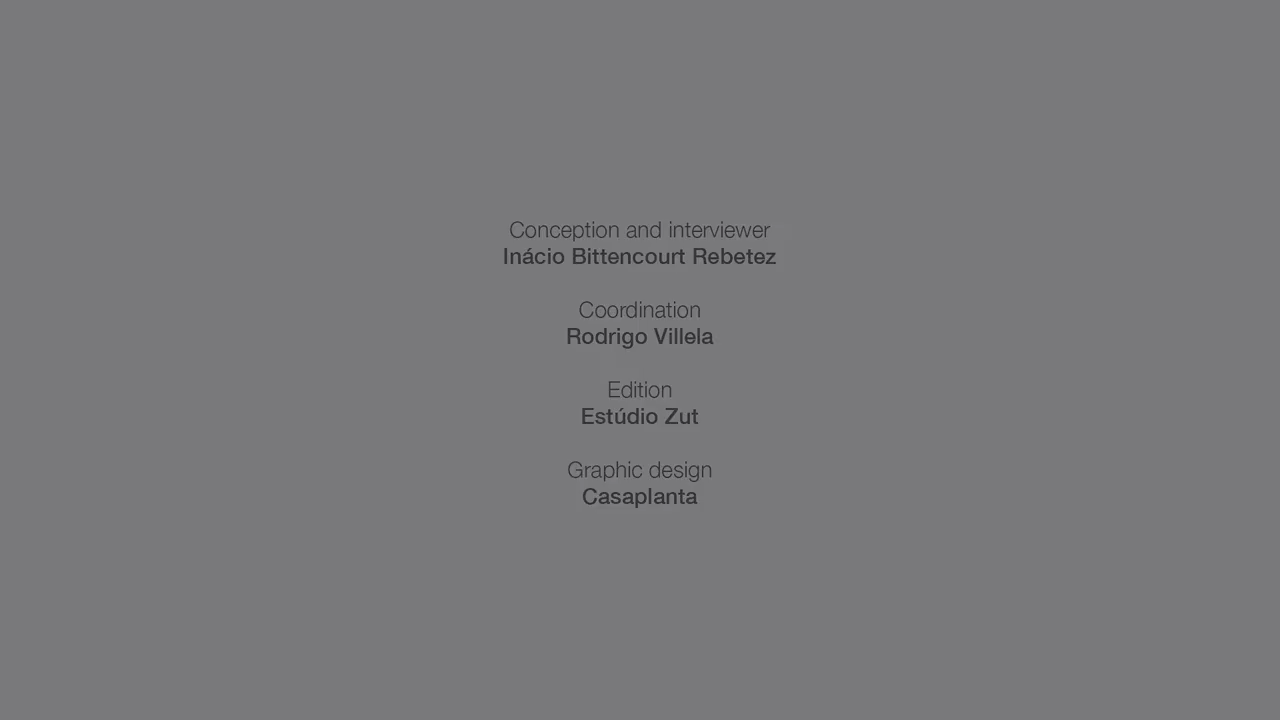 Conception and interviewer
Inácio Bittencourt Rebetez
Coordination
Rodrigo Villela
Edition
Estúdio Zut
Graphic design
Casaplanta